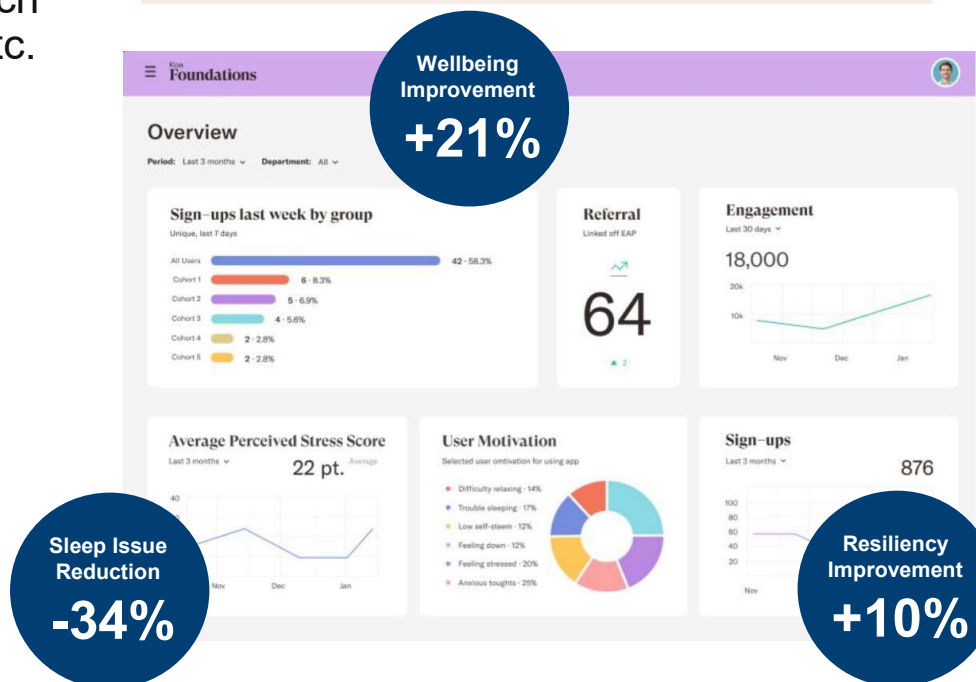 ch
tc.
Koa
Foundations
Wellbeing
Improvement
+21%
Overview
Period: Last 3 months Department: All
Sign-ups last week by group
Unique, last 7 days
All Users 42 · 58.3%
Cohort 1 6 · 8.3%
Cohort 2 5 · 6.9%
Cohort 3 4 · 5.6%
Cohort 4 2 · 2.8%
Cohort 5 2 · 2.8%
Referral
Linked off EAP
64
▲ 2
Engagement
Last 30 days
18,000
20k
10k
Nov Dec Jan
Average Perceived Stress Score
Last 3 months
22 pt. Average
40
Nov Dec Jan
User Motivation
Selected user omtivation for using app
Difficulty relaxing · 14%
Trouble sleeping · 17%
Low self-steem · 12%
Feeling down · 12%
Feeling stressed · 20%
Anxious toughts · 25%
Sign-ups
Last 3 months
876
100
80
60
40
20
Nov
Sleep Issue
Reduction
-34%
Resiliency
Improvement
+10%